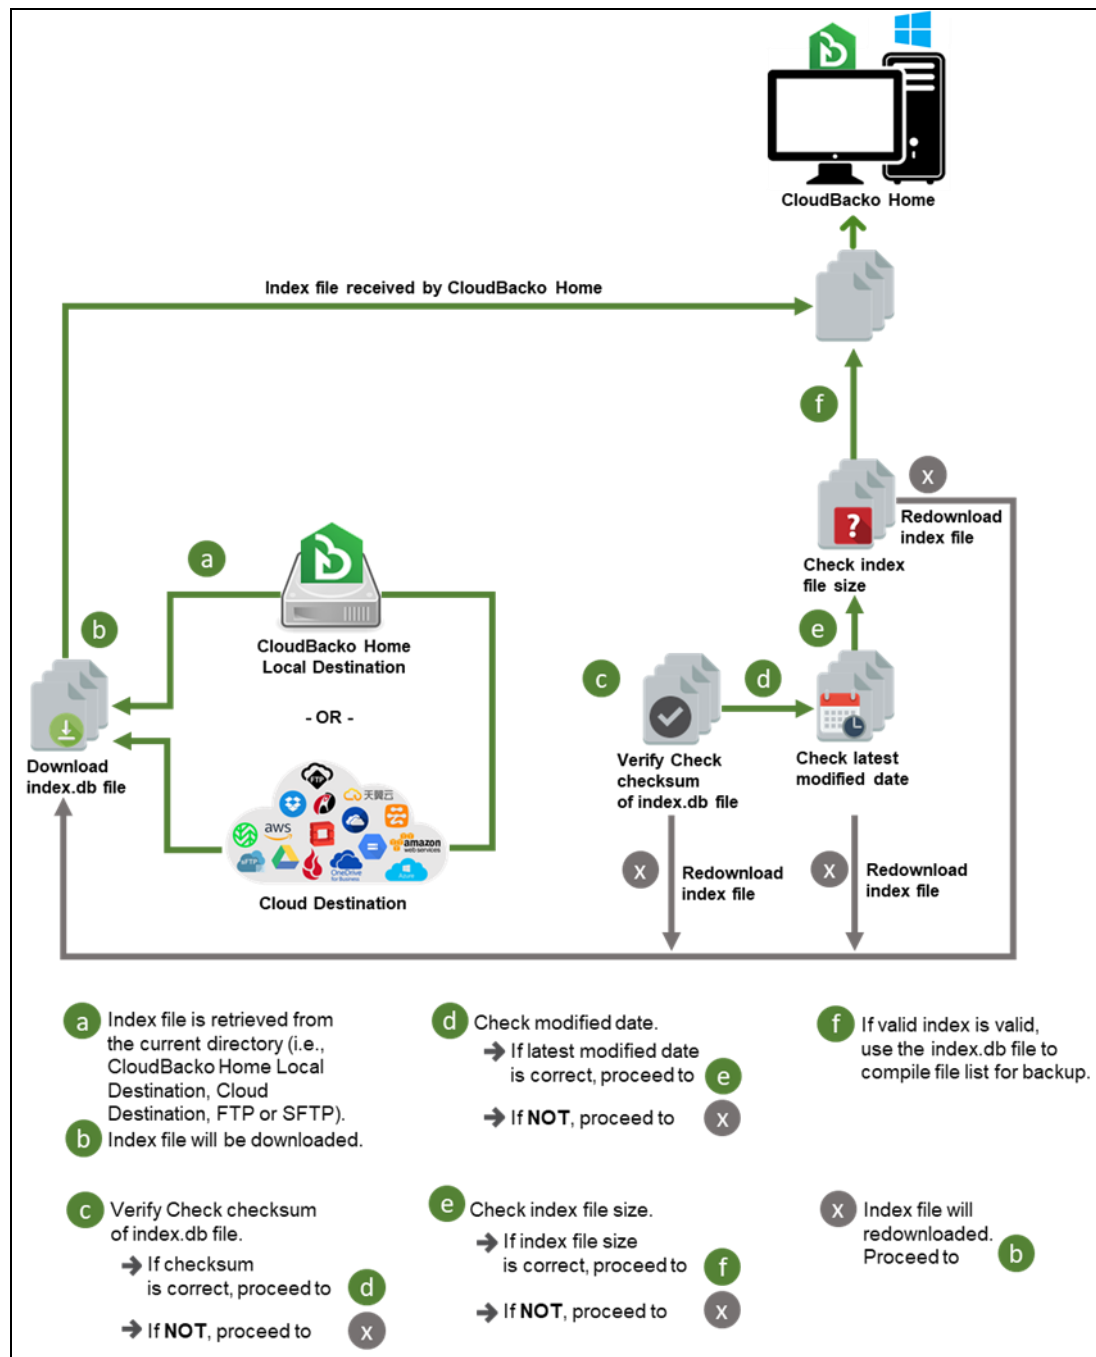 CloudBacko Home
Index file received by CloudBacko Home
f
x
Redownload
index file
?
Check index
file size
a
e
b
CloudBacko Home
Local Destination
c
d
- OR -
Download
index.db file
Verify Check
checksum
of index.db file
Check latest
modified date
FTP
天翼云
aws
amazon
webservices
SFTP
OneDrive
for Business
Azure
Cloud Destination
x
Redownload
index file
x
Redownload
index file
a
Index file is retrieved from
the current directory (i.e.,
CloudBacko Home Local
Destination, Cloud
Destination, FTP or SFTP).
b
Index file will be downloaded.
c
Verify Check checksum
of index.db file.
➔ If checksum
is correct, proceed to d
➔ If NOT, proceed to x
d
Check modified date.
➔ If latest modified date
is correct, proceed to e
➔ If NOT, proceed to x
e
Check index file size.
➔ If index file size
is correct, proceed to f
➔ If NOT, proceed to x
f
If valid index is valid,
use the index.db file to
compile file list for backup.
x
Index file will
redownloaded.
Proceed to b